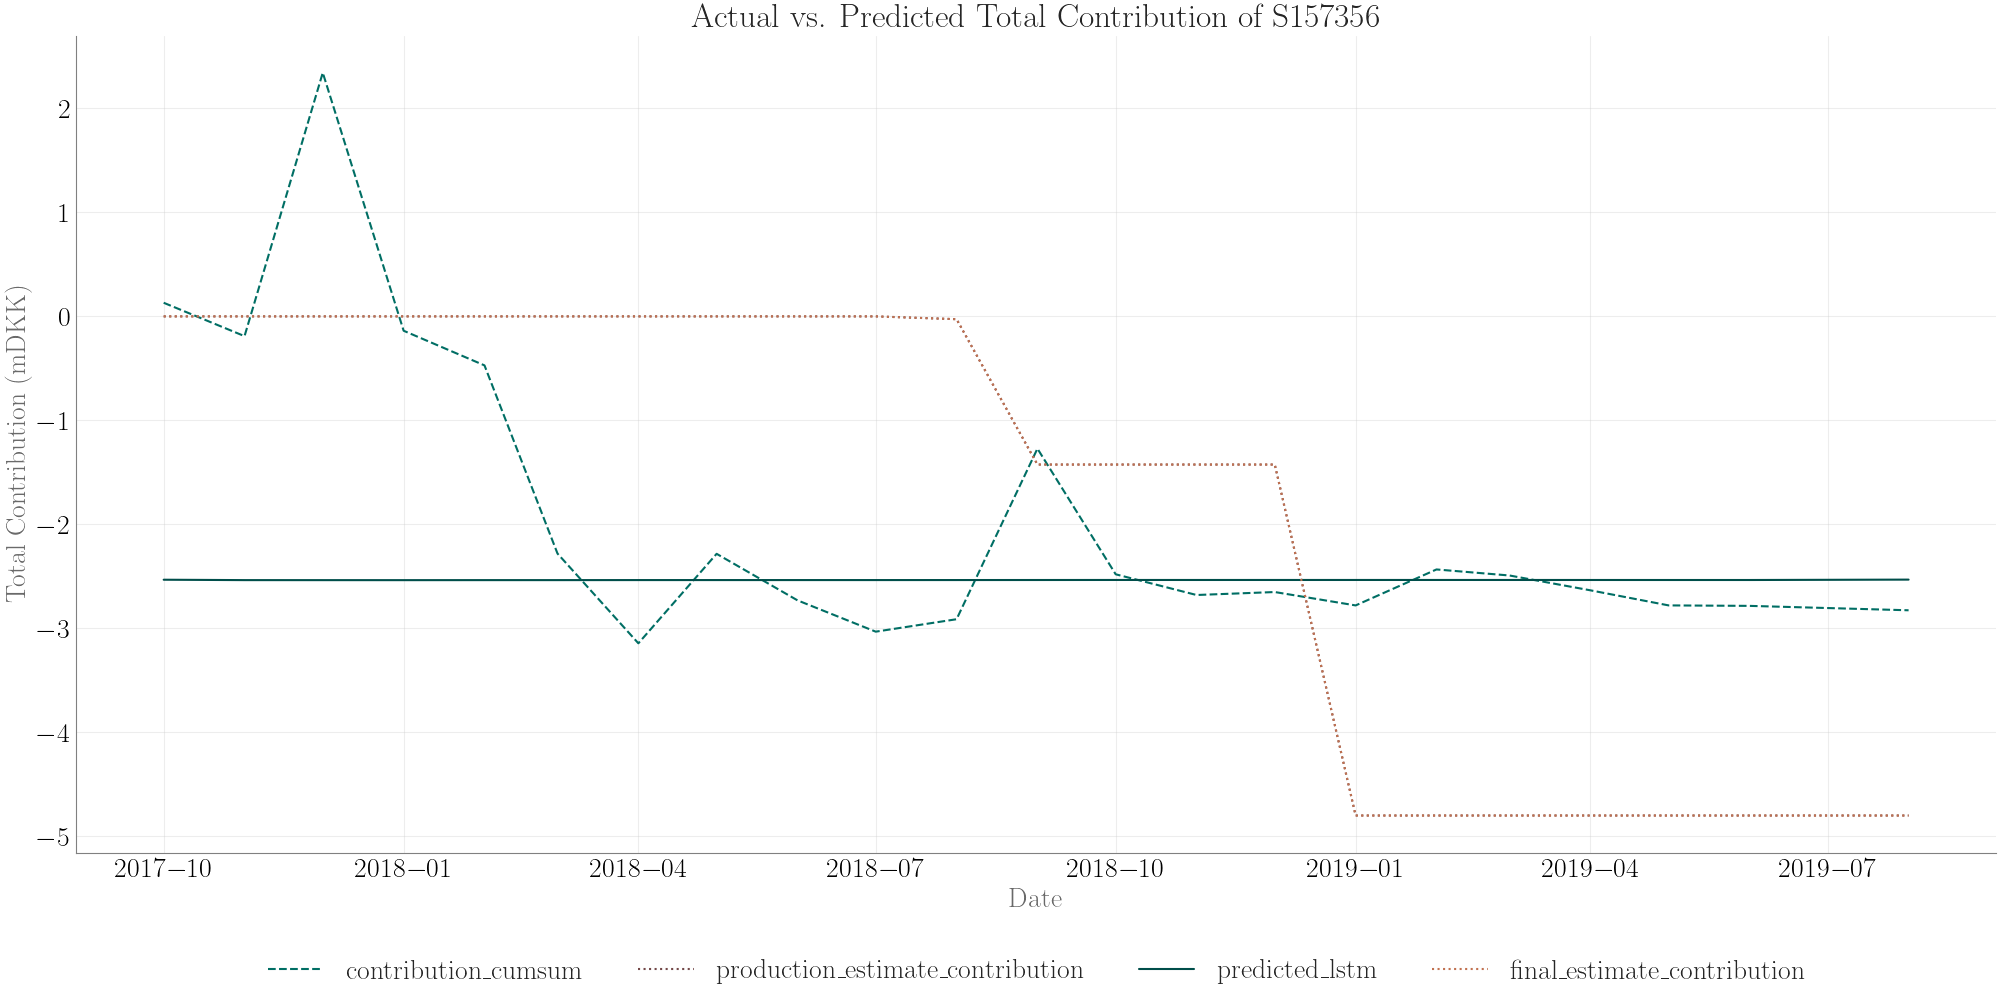 Actual vs. Predicted Total Contribution of S157356
Total Contribution (mDKK)
2
1
0
−1
−2
−3
−4
−5
2017−10 2018−01 2018−04 2018−07 2018−10 2019−01 2019−04 2019−07
Date
contribution_cumsum production_estimate_contribution predicted_lstm final_estimate_contribution